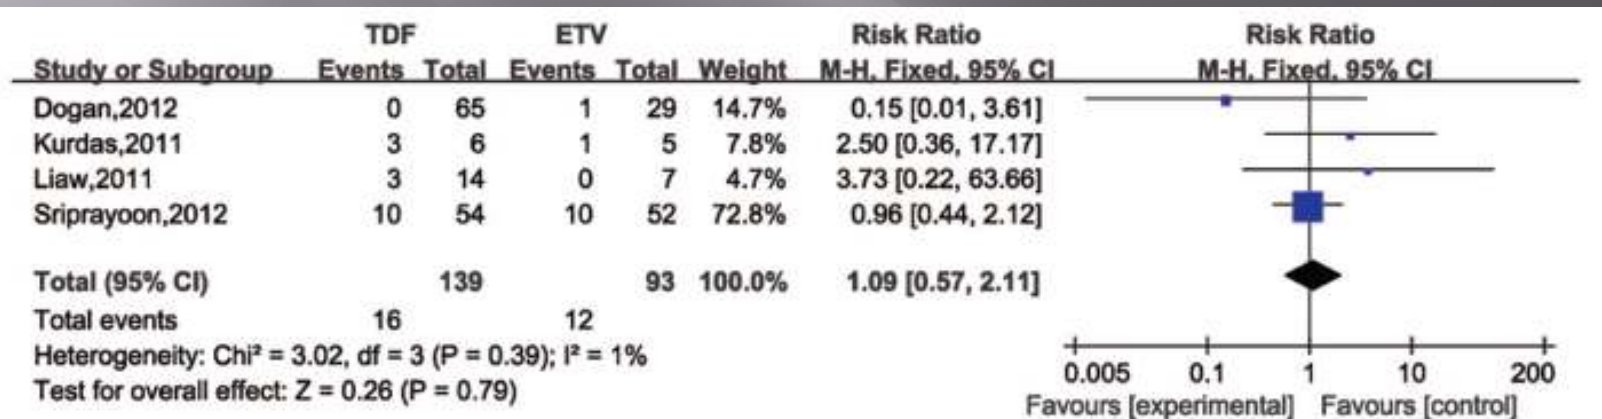 TDF ETV Risk Ratio Risk Ratio
Study or Subgroup Events Total Events Total Weight M-H, Fixed, 95% CI M-H, Fixed, 95% CI
Dogan,2012 0 65 1 29 14.7% 0.15 [0.01, 3.61]
Kurdas,2011 3 6 1 5 7.8% 2.50 [0.36, 17.17]
Liaw,2011 3 14 0 7 4.7% 3.73 [0.22, 63.66]
Sriprayoon,2012 10 54 10 52 72.8% 0.96 [0.44, 2.12]
Total (95% CI) 139 93 100.0% 1.09 [0.57, 2.11]
Total events 16 12
Heterogeneity: Chi² = 3.02, df = 3 (P = 0.39); I² = 1%
Test for overall effect: Z = 0.26 (P = 0.79)
0.005 0.1 1 10 200
Favours [experimental] Favours [control]